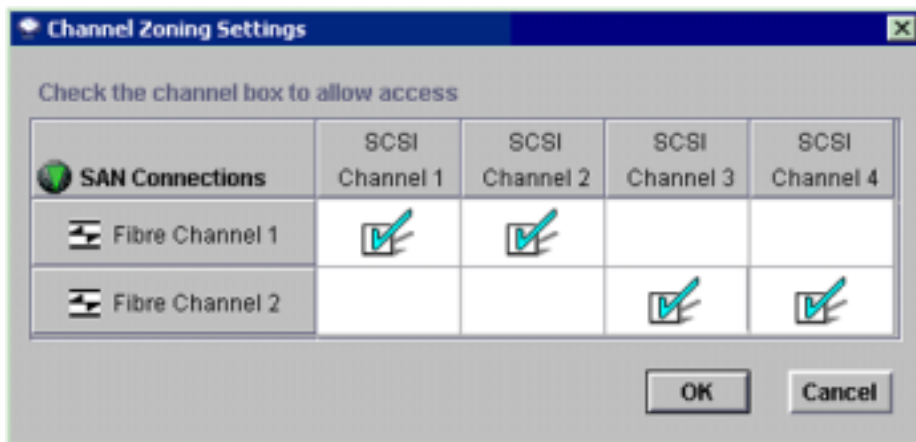 Channel Zoning Settings
Check the channel box to allow access
SAN Connections
SCSI Channel 1
SCSI Channel 2
SCSI Channel 3
SCSI Channel 4
Fibre Channel 1
Fibre Channel 2
OK
Cancel